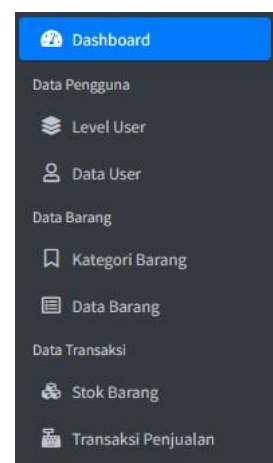 Dashboard
Data Pengguna
Level User
Data User
Data Barang
Kategori Barang
Data Barang
Data Transaksi
Stok Barang
Transaksi Penjualan